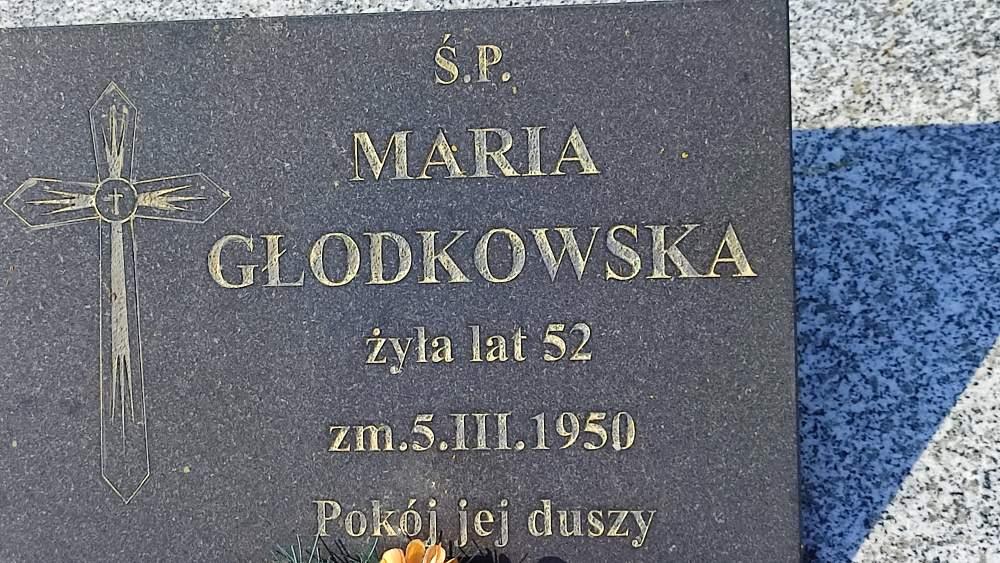 Ś.P.
MARIA
GŁODKOWSKA
żyła lat 52
zm.5.III.1950
Pokój jej duszy